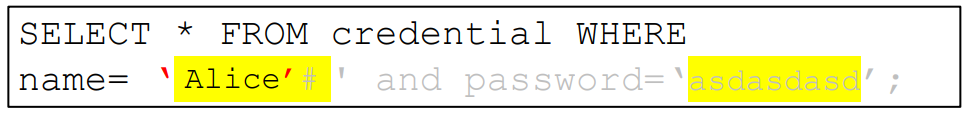 SELECT * FROM credential WHERE
name= ‘Alice’# ' and password=‘asdasdasd’;